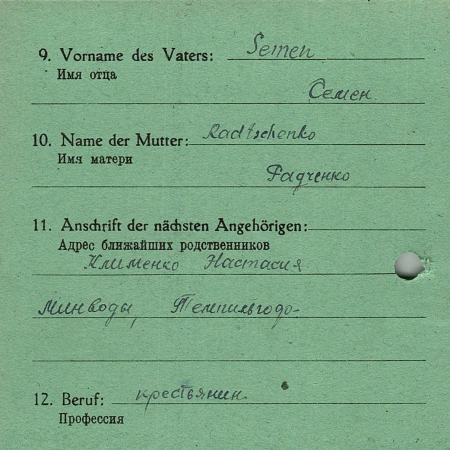 9. Vorname des Vaters: Semen
Имя отца
Семен
10. Name der Mutter: Radtschenko
Имя матери
Радченко
11. Anschrift der nächsten Angehörigen:
Адрес ближайших родственников
Клименко Настасия
Минводы,
12. Beruf: крестьянин
Профессия